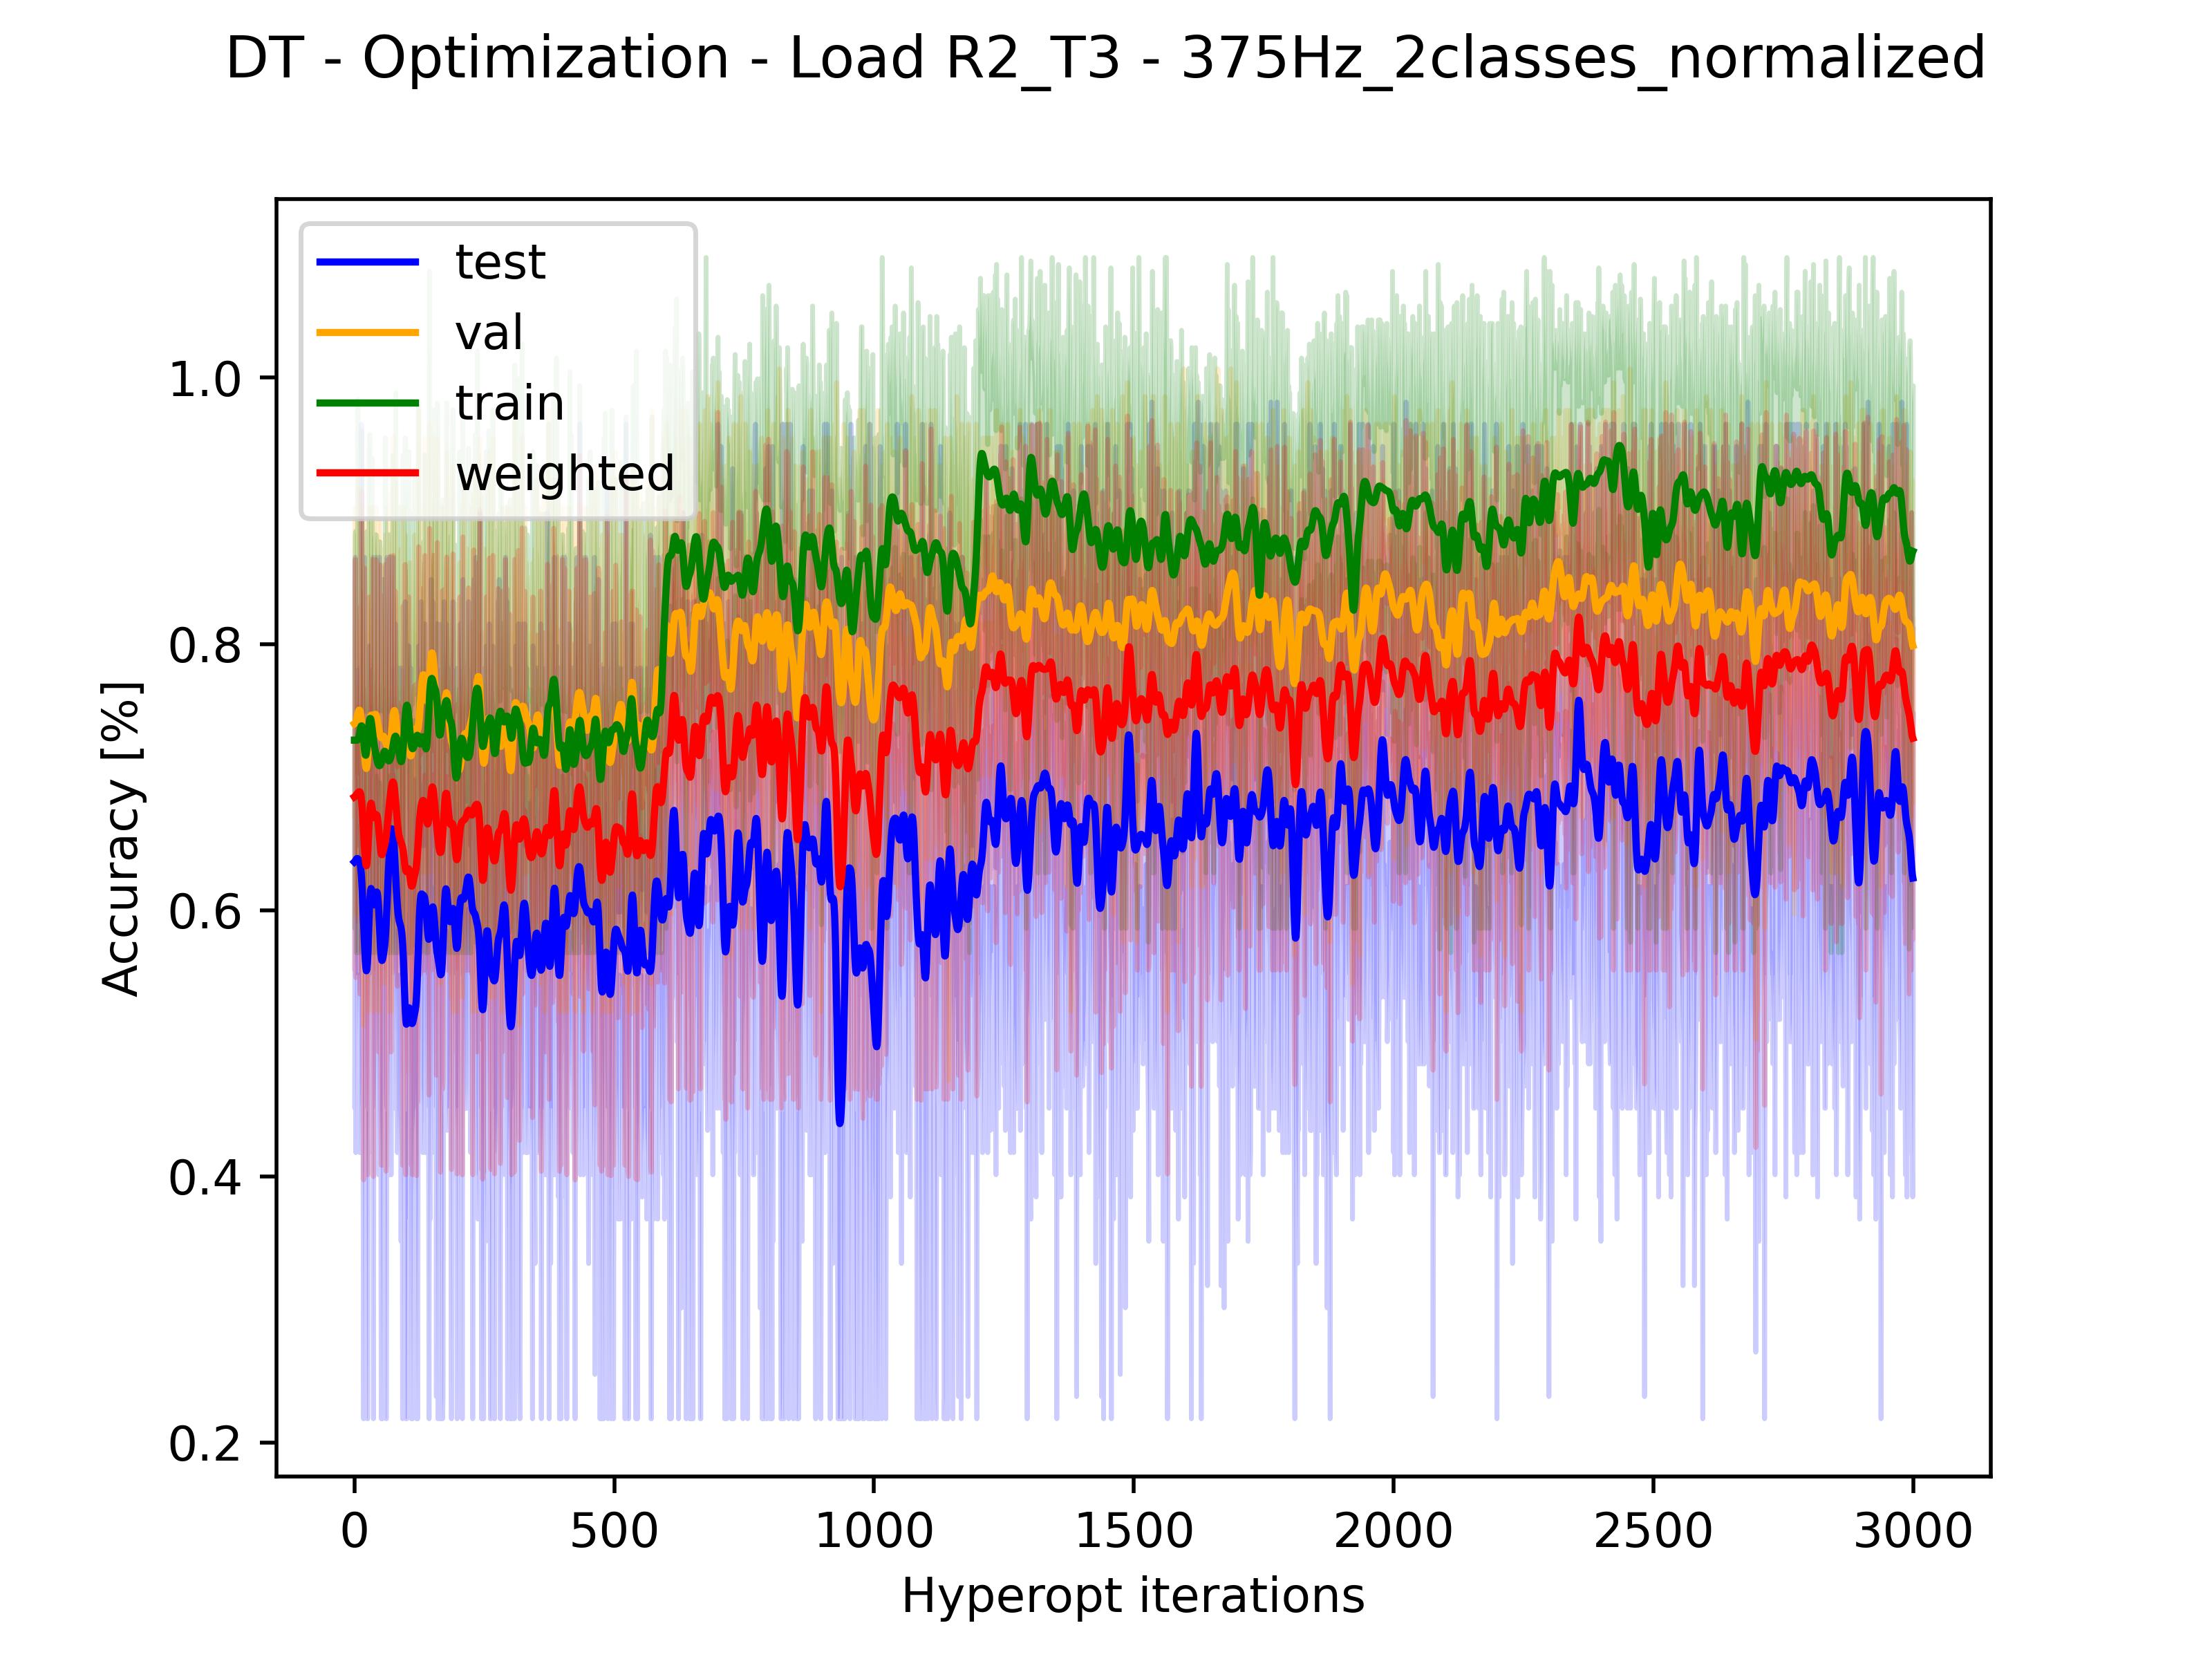 DT - Optimization - Load R2_T3 - 375Hz_2classes_normalized
test
val
train
weighted
1.0
0.8
0.6
0.4
0.2
Accuracy [%]
0 500 1000 1500 2000 2500 3000
Hyperopt iterations